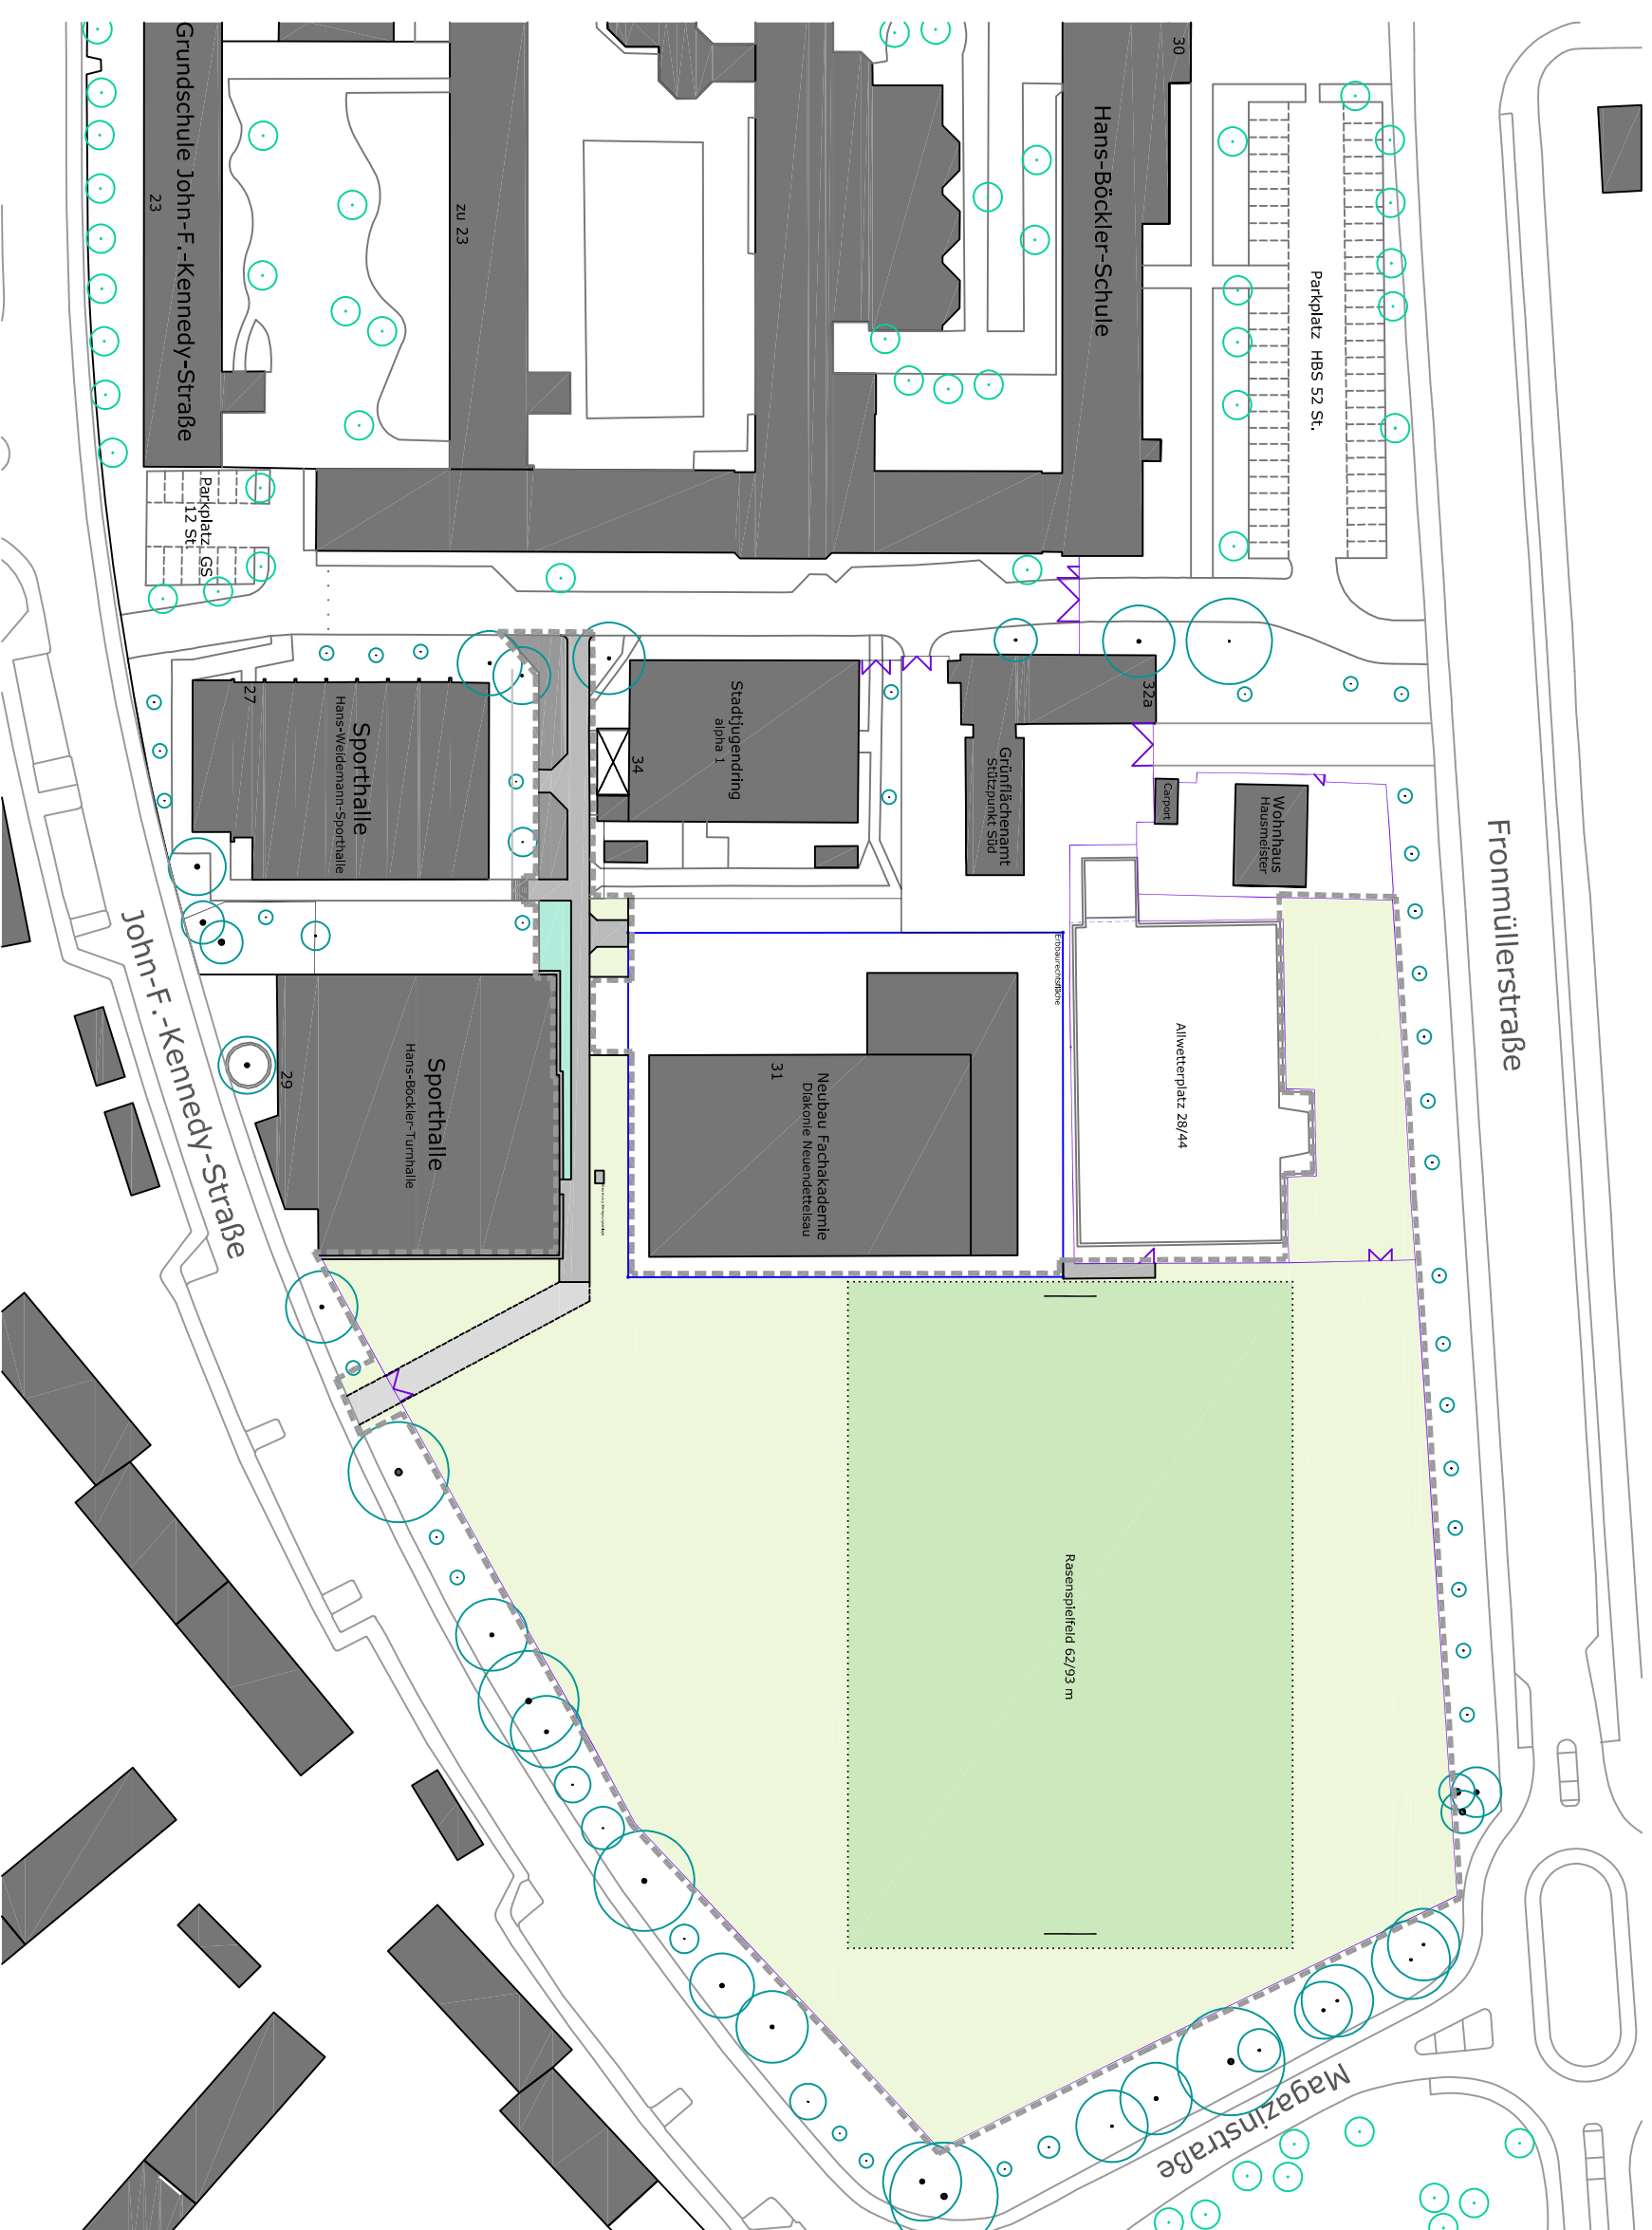 Grundschule John-F.-Kennedy-Straße
23
zu 23
Hans-Böckler-Schule
30
Parkplatz HBS 52 St.
Parkplatz GS
12 St.
27
Sporthalle
Hans-Weidemann-Sporthalle
34
Stadtjugendring
alpha 1
32a
Grünflächenamt
Stützpunkt Süd
Carport
Wohnhaus
Hausmeister
Fronmüllerstraße
John-F.-Kennedy-Straße
29
Sporthalle
Hans-Böckler-Turnhalle
31
Neubau Fachakademie
Diakonie Neuendettelsau
Erbbaurechtsfläche
Allwetterplatz 28/44
Rasenspielfeld 62/93 m
Magazinstraße